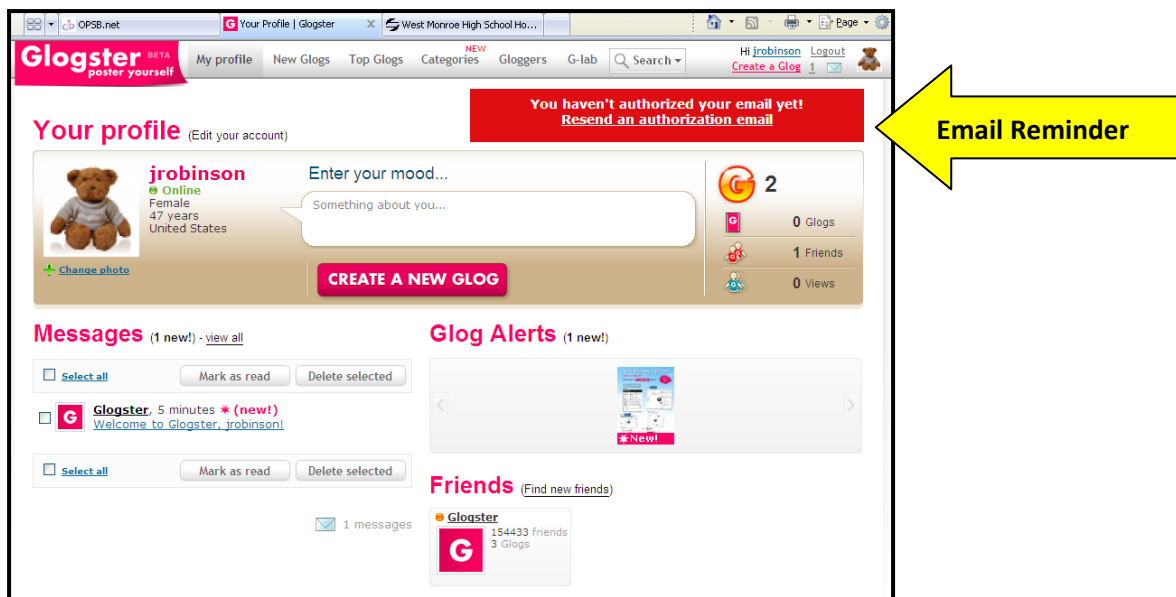 OPSB.net
Your Profile | Glogster
X
West Monroe High School Ho...
Page
Glogster BETA
poster yourself
My profile
New Glogs
Top Glogs
Categories
NEW
Gloggers
G-lab
Search
Hi jrobinson Logout
Create a Glog 1
You haven't authorized your email yet!
Resend an authorization email
Email Reminder
Your profile (Edit your account)
jrobinson
Online
Female
47 years
United States
Change photo
Enter your mood...
Something about you...
CREATE A NEW GLOG
2
0 Glogs
1 Friends
0 Views
Messages (1 new!) - view all
Select all
Mark as read
Delete selected
G
Glogster, 5 minutes (new!)
Welcome to Glogster, jrobinson!
Select all
Mark as read
Delete selected
1 messages
Glog Alerts (1 new!)
New!
Friends (Find new friends)
Glogster
G
154433 friends
3 Glogs